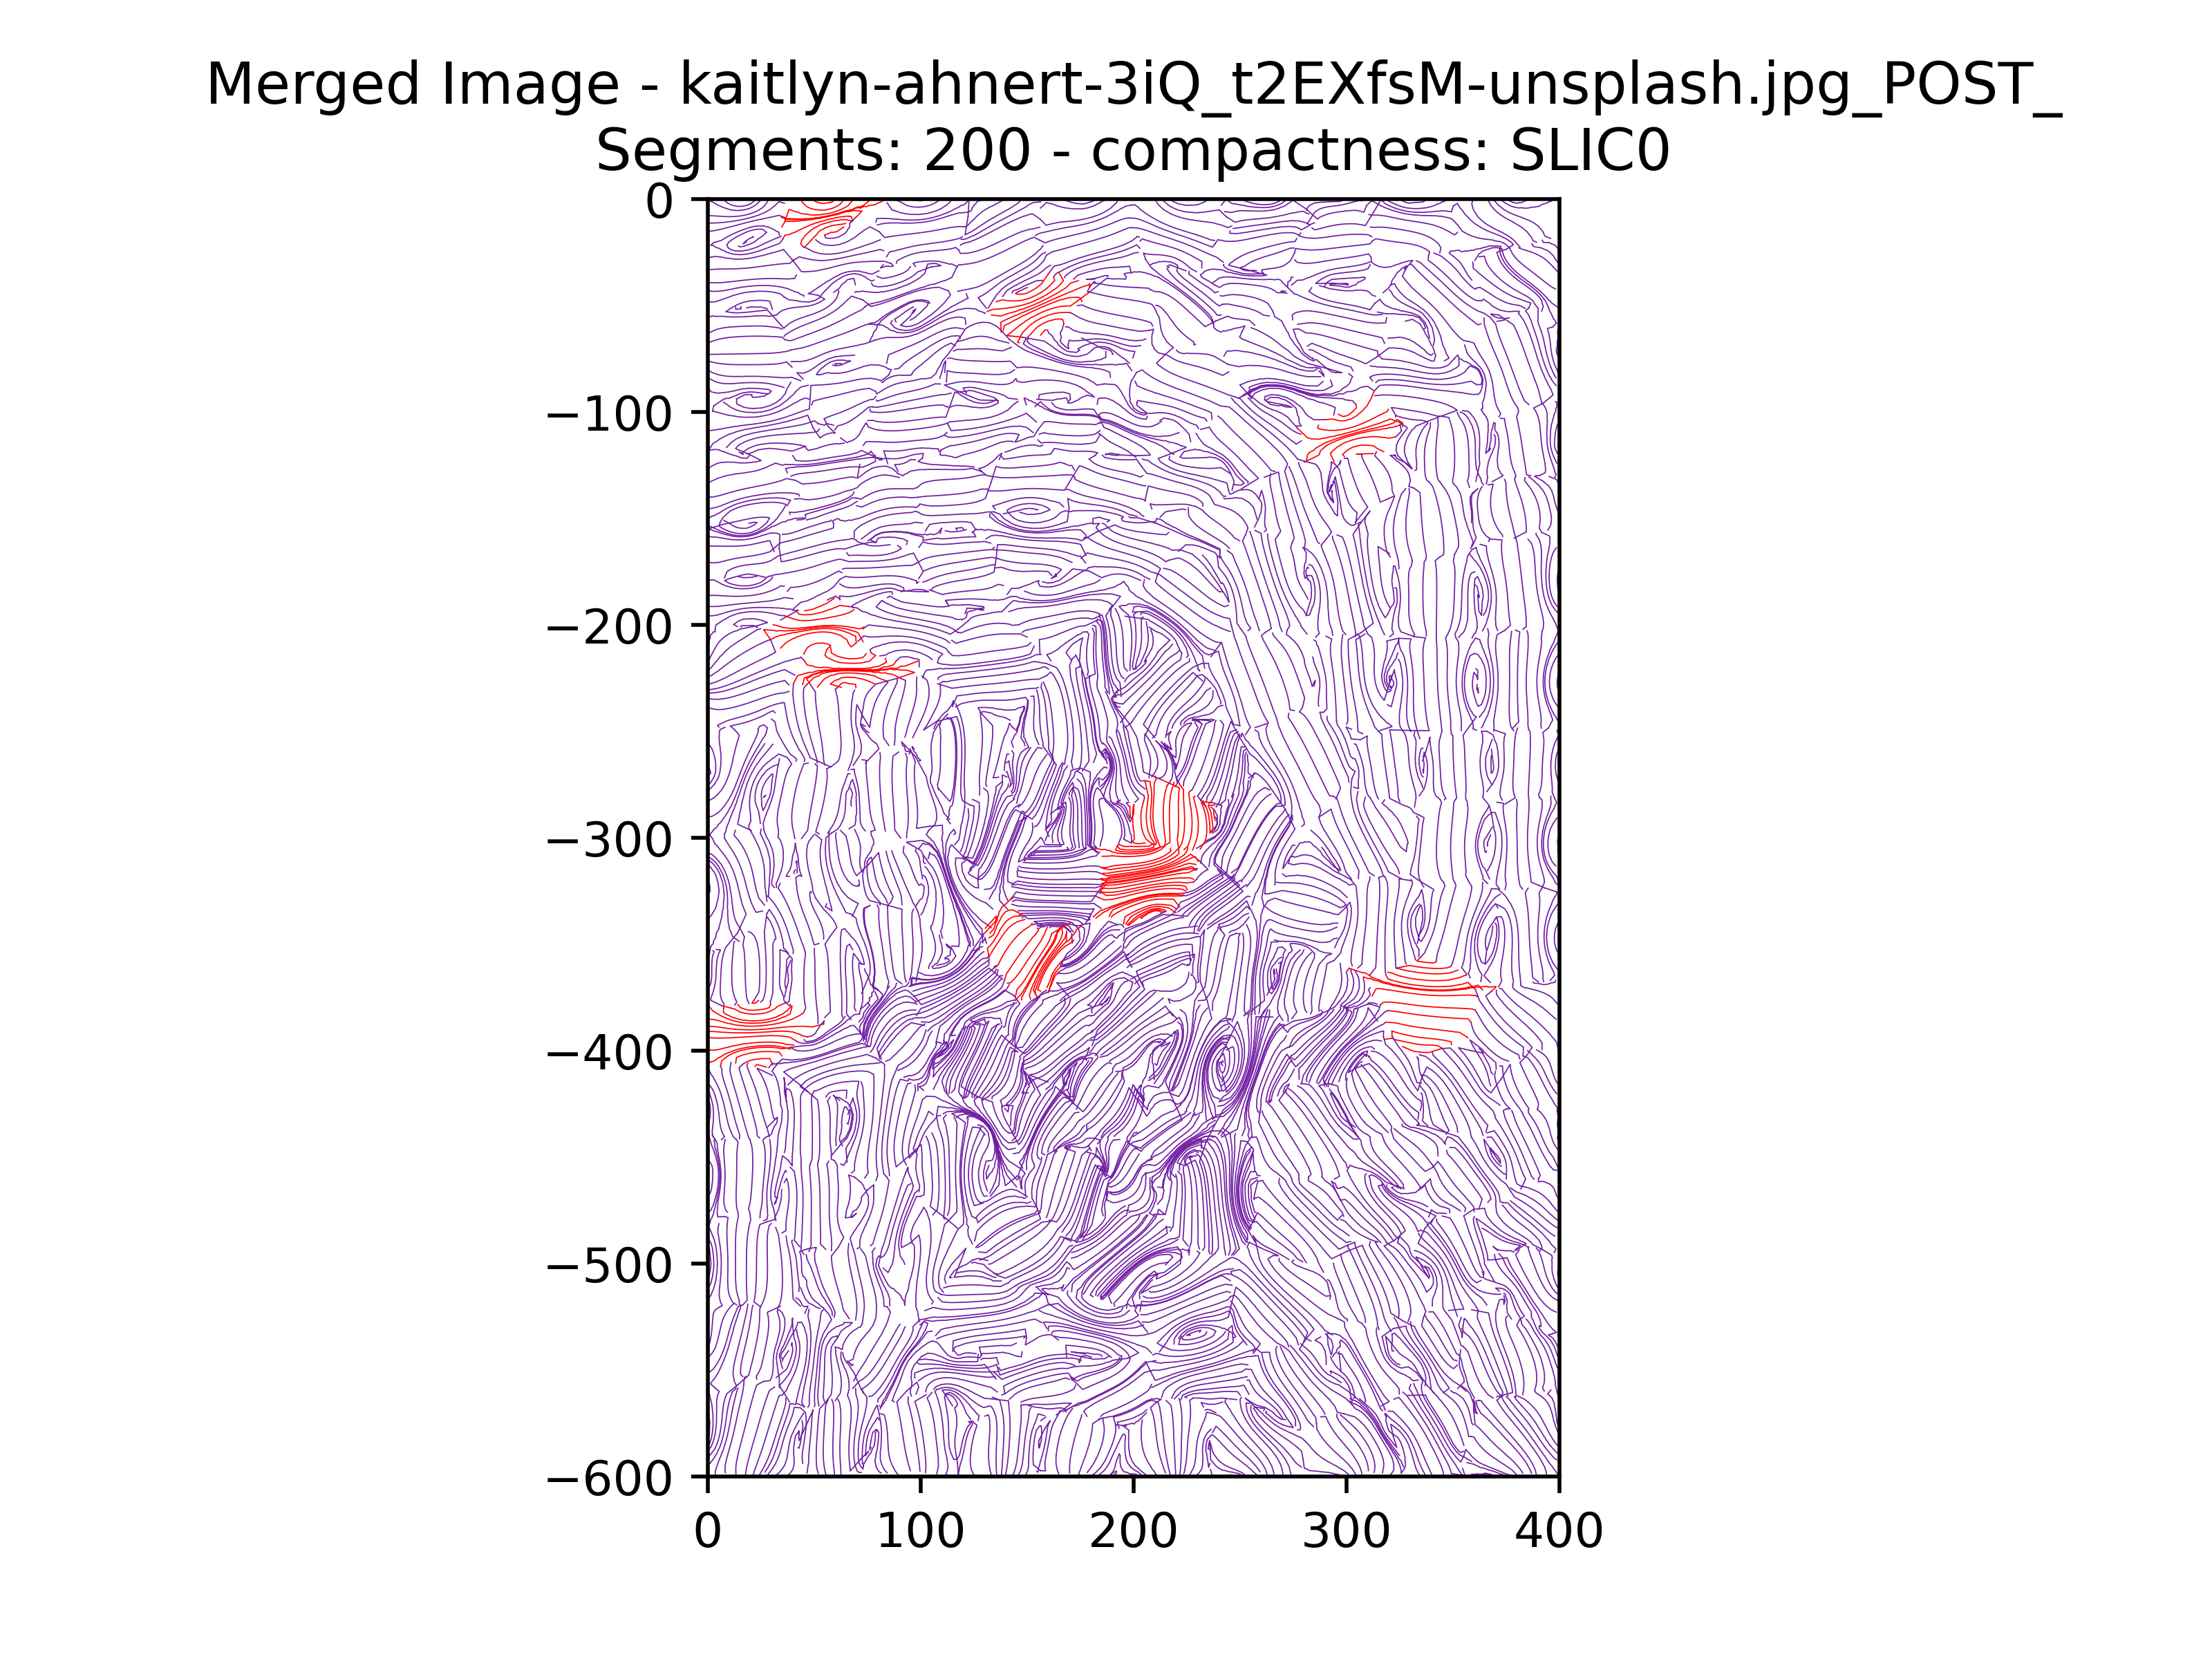 Merged Image - kaitlyn-ahnert-3iQ_t2EXfsM-unsplash.jpg_POST_
Segments: 200 - compactness: SLIC0
0
−100
−200
−300
−400
−500
−600
0 100 200 300 400